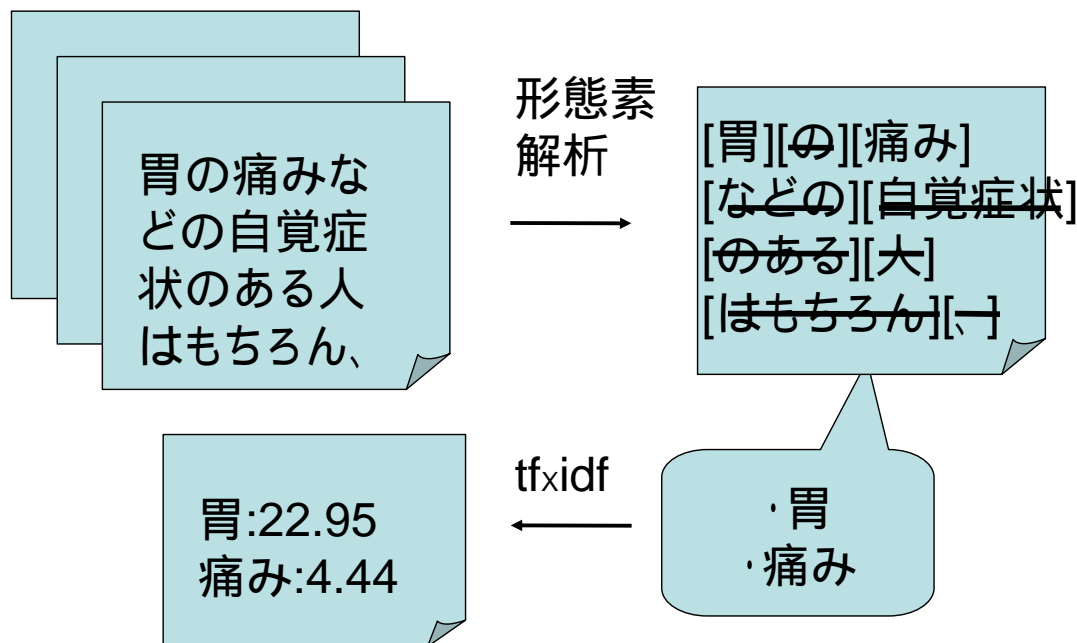 胃の痛みな
どの自覚症
状のある人
はもちろん、
形態素
解析
[胃][の][痛み]
[などの][自覚症状]
[のある][人]
[はもちろん][、]
・胃
・痛み
tfxidf
胃:22.95
痛み:4.44